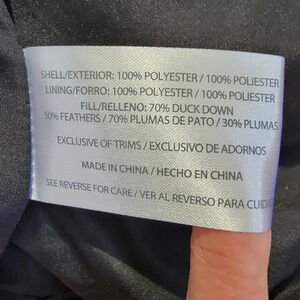 SHELL/EXTERIOR: 100% POLYESTER / 100% POLIESTER
LINING/FORRO: 100% POLYESTER / 100% POLIESTER
FILL/RELLENO: 70% DUCK DOWN
30% FEATHERS / 70% PLUMAS DE PATO / 30% PLUMAS
EXCLUSIVE OF TRIMS / EXCLUSIVO DE ADORNOS
MADE IN CHINA / HECHO EN CHINA
SEE REVERSE FOR CARE / VER AL REVERSO PARA CUIDADO